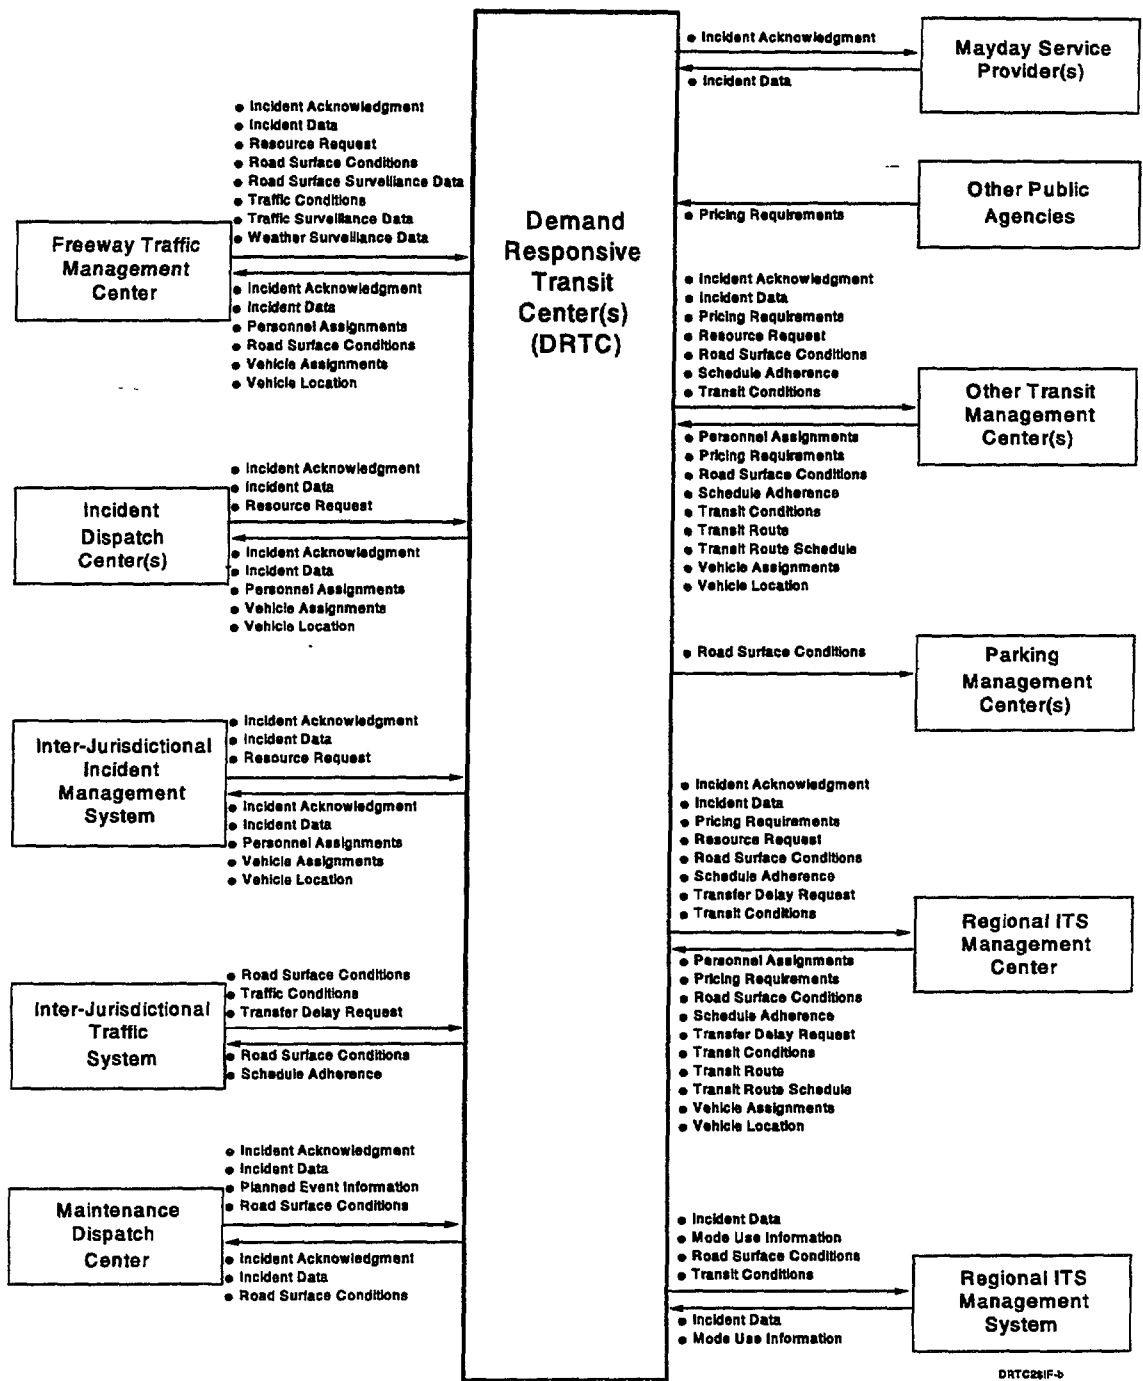 Demand
Responsive
Transit
Center(s)
(DRTC)
● Incident Acknowledgment
● Incident Data
● Resource Request
● Road Surface Conditions
● Road Surface Surveillance Data
● Traffic Conditions
● Traffic Surveillance Data
● Weather Surveillance Data
Freeway Traffic
Management
Center
● Incident Acknowledgment
● Incident Data
● Personnel Assignments
● Road Surface Conditions
● Vehicle Assignments
● Vehicle Location
● Incident Acknowledgment
● Incident Data
● Resource Request
Incident
Dispatch
Center(s)
● Incident Acknowledgment
● Incident Data
● Personnel Assignments
● Vehicle Assignments
● Vehicle Location
● Incident Acknowledgment
● Incident Data
● Resource Request
Inter-Jurisdictional
Incident
Management
System
● Incident Acknowledgment
● Incident Data
● Personnel Assignments
● Vehicle Assignments
● Vehicle Location
● Road Surface Conditions
● Traffic Conditions
● Transfer Delay Request
Inter-Jurisdictional
Traffic
System
● Road Surface Conditions
● Schedule Adherence
● Incident Acknowledgment
● Incident Data
● Planned Event Information
● Road Surface Conditions
Maintenance
Dispatch
Center
● Incident Acknowledgment
● Incident Data
● Road Surface Conditions
● Incident Acknowledgment
Mayday Service
Provider(s)
● Incident Data
Other Public
Agencies
● Pricing Requirements
● Incident Acknowledgment
● Incident Data
● Pricing Requirements
● Resource Request
● Road Surface Conditions
● Schedule Adherence
● Transit Conditions
Other Transit
Management
Center(s)
● Personnel Assignments
● Pricing Requirements
● Road Surface Conditions
● Schedule Adherence
● Transit Conditions
● Transit Route
● Transit Route Schedule
● Vehicle Assignments
● Vehicle Location
● Road Surface Conditions
Parking
Management
Center(s)
● Incident Acknowledgment
● Incident Data
● Pricing Requirements
● Resource Request
● Road Surface Conditions
● Schedule Adherence
● Transfer Delay Request
● Transit Conditions
Regional ITS
Management
Center
● Personnel Assignments
● Pricing Requirements
● Road Surface Conditions
● Schedule Adherence
● Transfer Delay Request
● Transit Conditions
● Transit Route
● Transit Route Schedule
● Vehicle Assignments
● Vehicle Location
● Incident Data
● Mode Use Information
● Road Surface Conditions
● Transit Conditions
Regional ITS
Management
System
● Incident Data
● Mode Use Information
DRTC2$IF-b